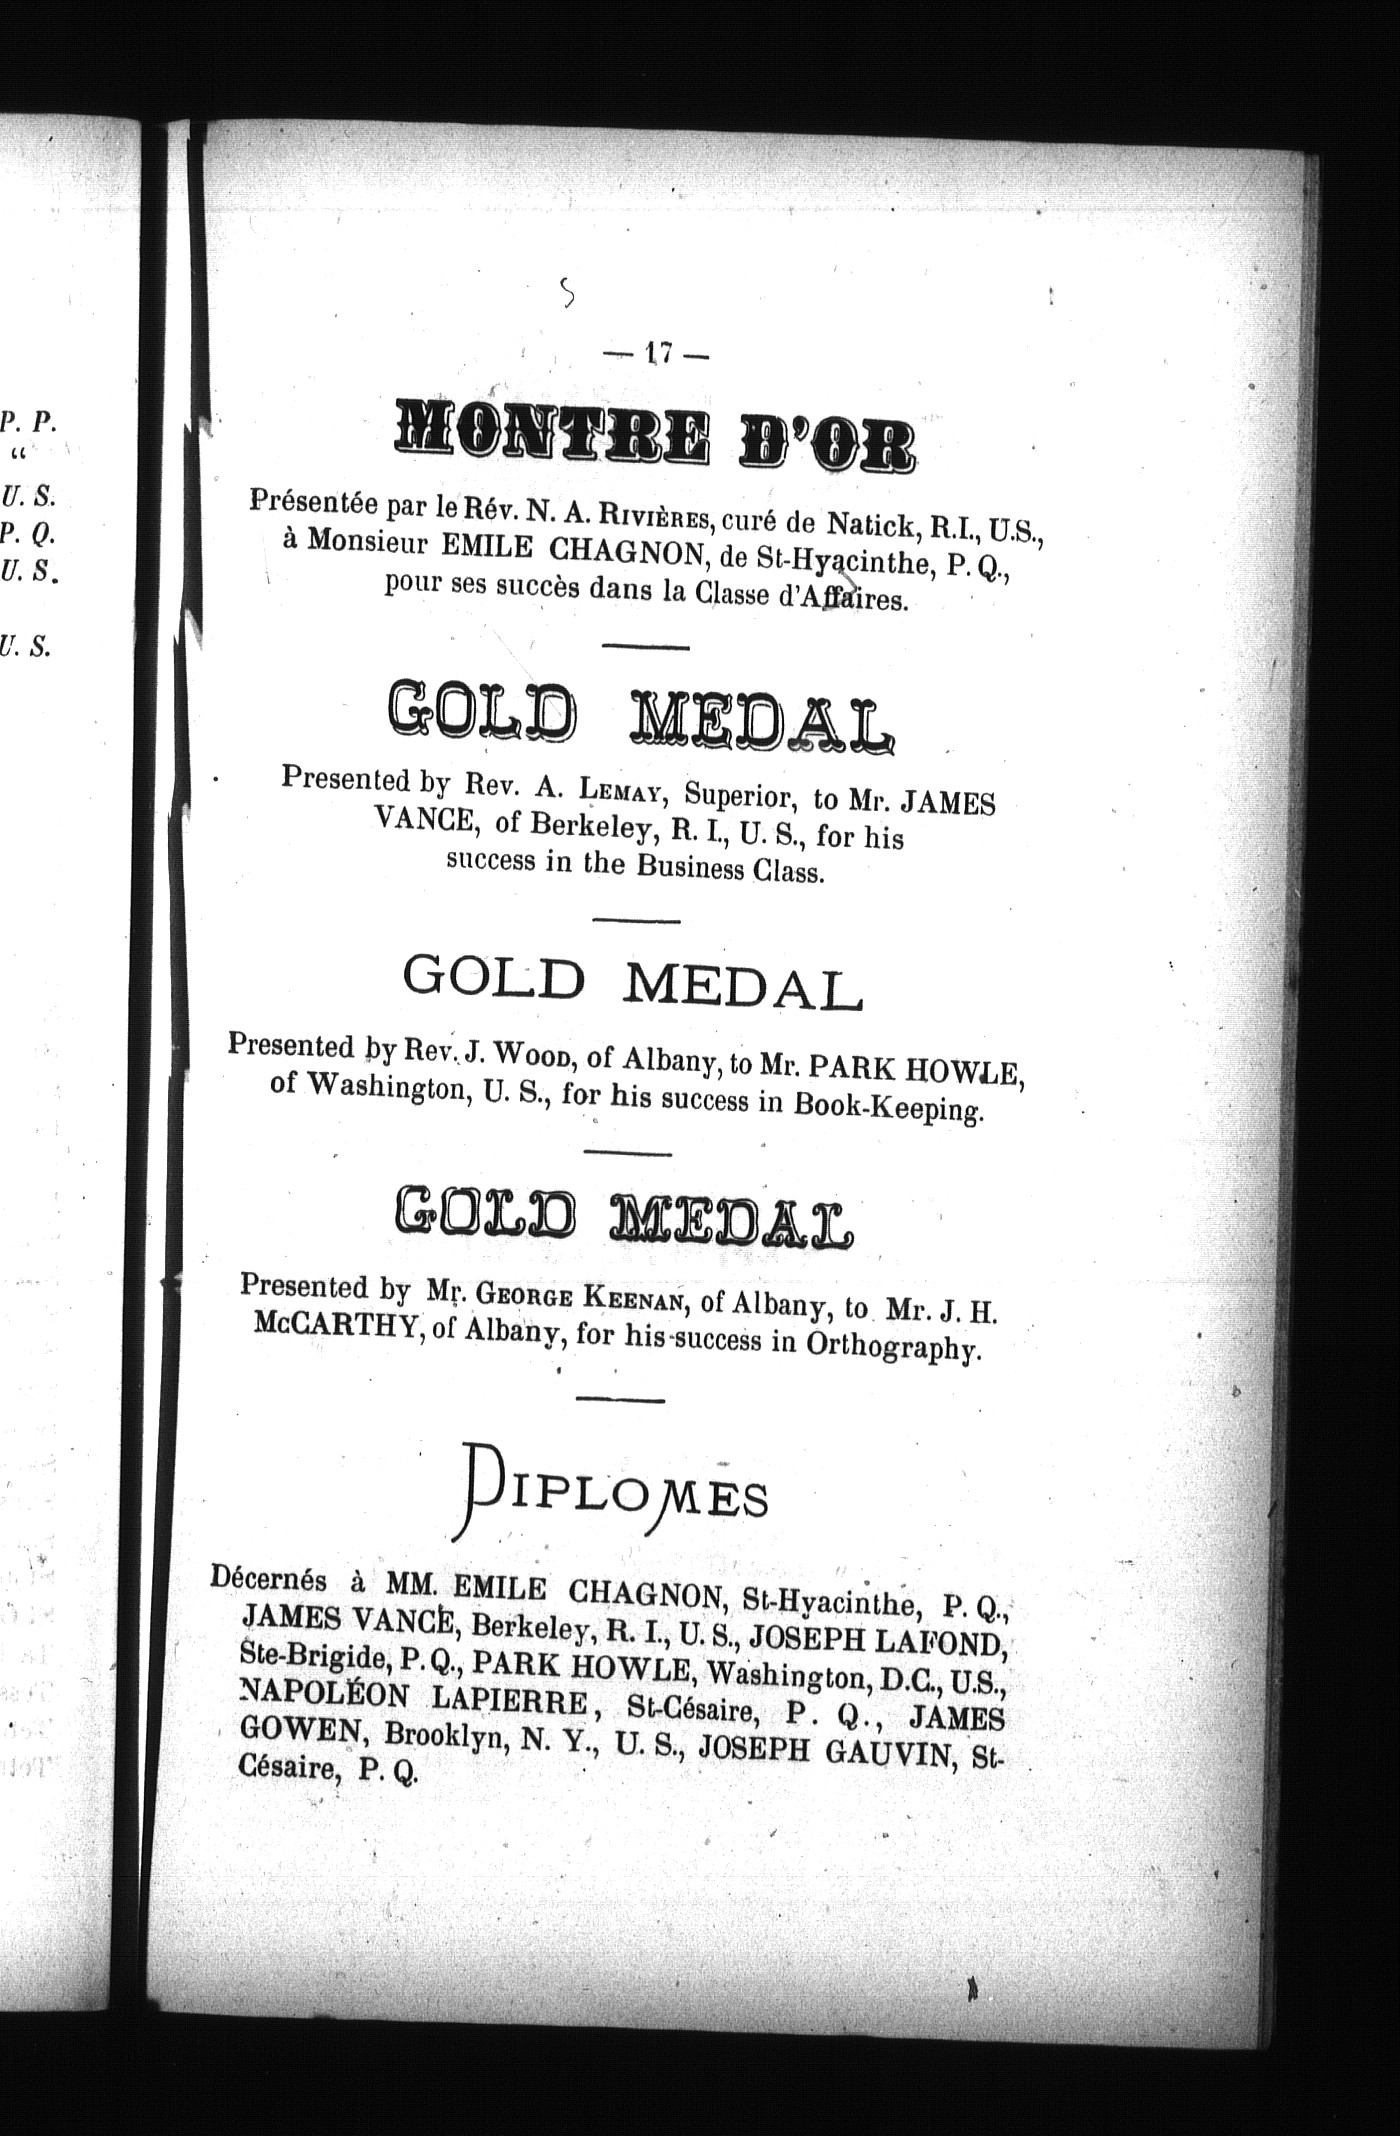 P. P.
“
U. S.
P. Q.
U. S.
U. S.
— 17 —
MONTRE D'OR
Présentée par le Rév. N. A. RIVIÈRES, curé de Natick, R.I., U.S.,
à Monsieur EMILE CHAGNON, de St-Hyacinthe, P. Q.,
pour ses succès dans la Classe d'Affaires.
GOLD MEDAL
Presented by Rev. A. LEMAY, Superior, to Mr. JAMES
VANCE, of Berkeley, R. I., U. S., for his
success in the Business Class.
GOLD MEDAL
Presented by Rev. J. WOOD, of Albany, to Mr. PARK HOWLE,
of Washington, U. S., for his success in Book-Keeping.
GOLD MEDAL
Presented by Mr. GEORGE KEENAN, of Albany, to Mr. J. H.
McCARTHY, of Albany, for his success in Orthography.
DIPLOMES
Décernés à MM. EMILE CHAGNON, St-Hyacinthe, P. Q.,
JAMES VANCE, Berkeley, R. I., U. S., JOSEPH LAFOND,
Ste-Brigide, P. Q., PARK HOWLE, Washington, D.C., U.S.,
NAPOLÉON LAPIERRE, St-Césaire, P. Q., JAMES
GOWEN, Brooklyn, N. Y., U. S., JOSEPH GAUVIN, St-
Césaire, P. Q.